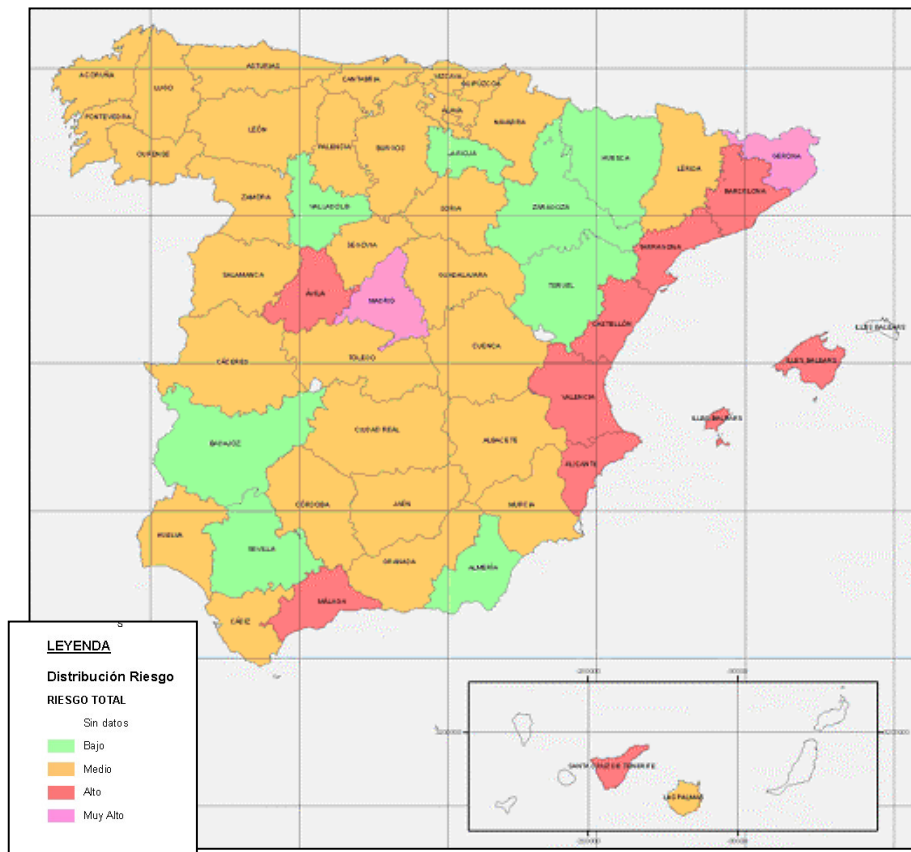 A CORUÑA
LUGO
ASTURIAS
CANTABRIA
VIZCAYA
GUIPÚZCOA
PONTEVEDRA
OURENSE
LEÓN
PALENCIA
BURGOS
ALAVA
NAVARRA
LA RIOJA
HUESCA
LÉRIDA
GERONA
BARCELONA
ZAMORA
VALLADOLID
SORIA
ZARAGOZA
TARRAGONA
SALAMANCA
SEGOVIA
ÁVILA
MADRID
GUADALAJARA
TERUEL
CASTELLÓN
ILLES BALEARS
ILLES BALEARS
ILLES BALEARS
CÁCERES
TOLEDO
CUENCA
VALENCIA
BADAJOZ
CIUDAD REAL
ALBACETE
ALICANTE
HUELVA
SEVILLA
CÓRDOBA
JAÉN
MURCIA
GRANADA
ALMERÍA
CÁDIZ
MÁLAGA
SANTA CRUZ DE TENERIFE
LAS PALMAS
S
LEYENDA
Distribución Riesgo
RIESGO TOTAL
Sin datos
Bajo
Medio
Alto
Muy Alto